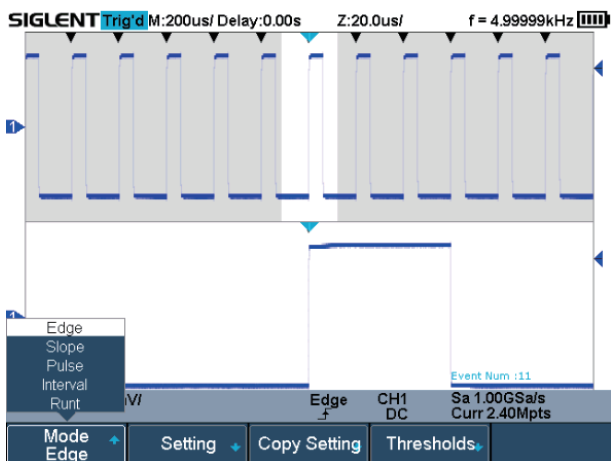 SIGLENT Trig'd M:200us/ Delay:0.00s Z:20.0us/ f = 4.99999kHz
1
1
Edge
Slope
Pulse
Interval
Runt
Event Num :11
V/ Edge CH1 Sa 1.00GSa/s
DC Curr 2.40Mpts
Mode Setting Copy Setting Thresholds
Edge